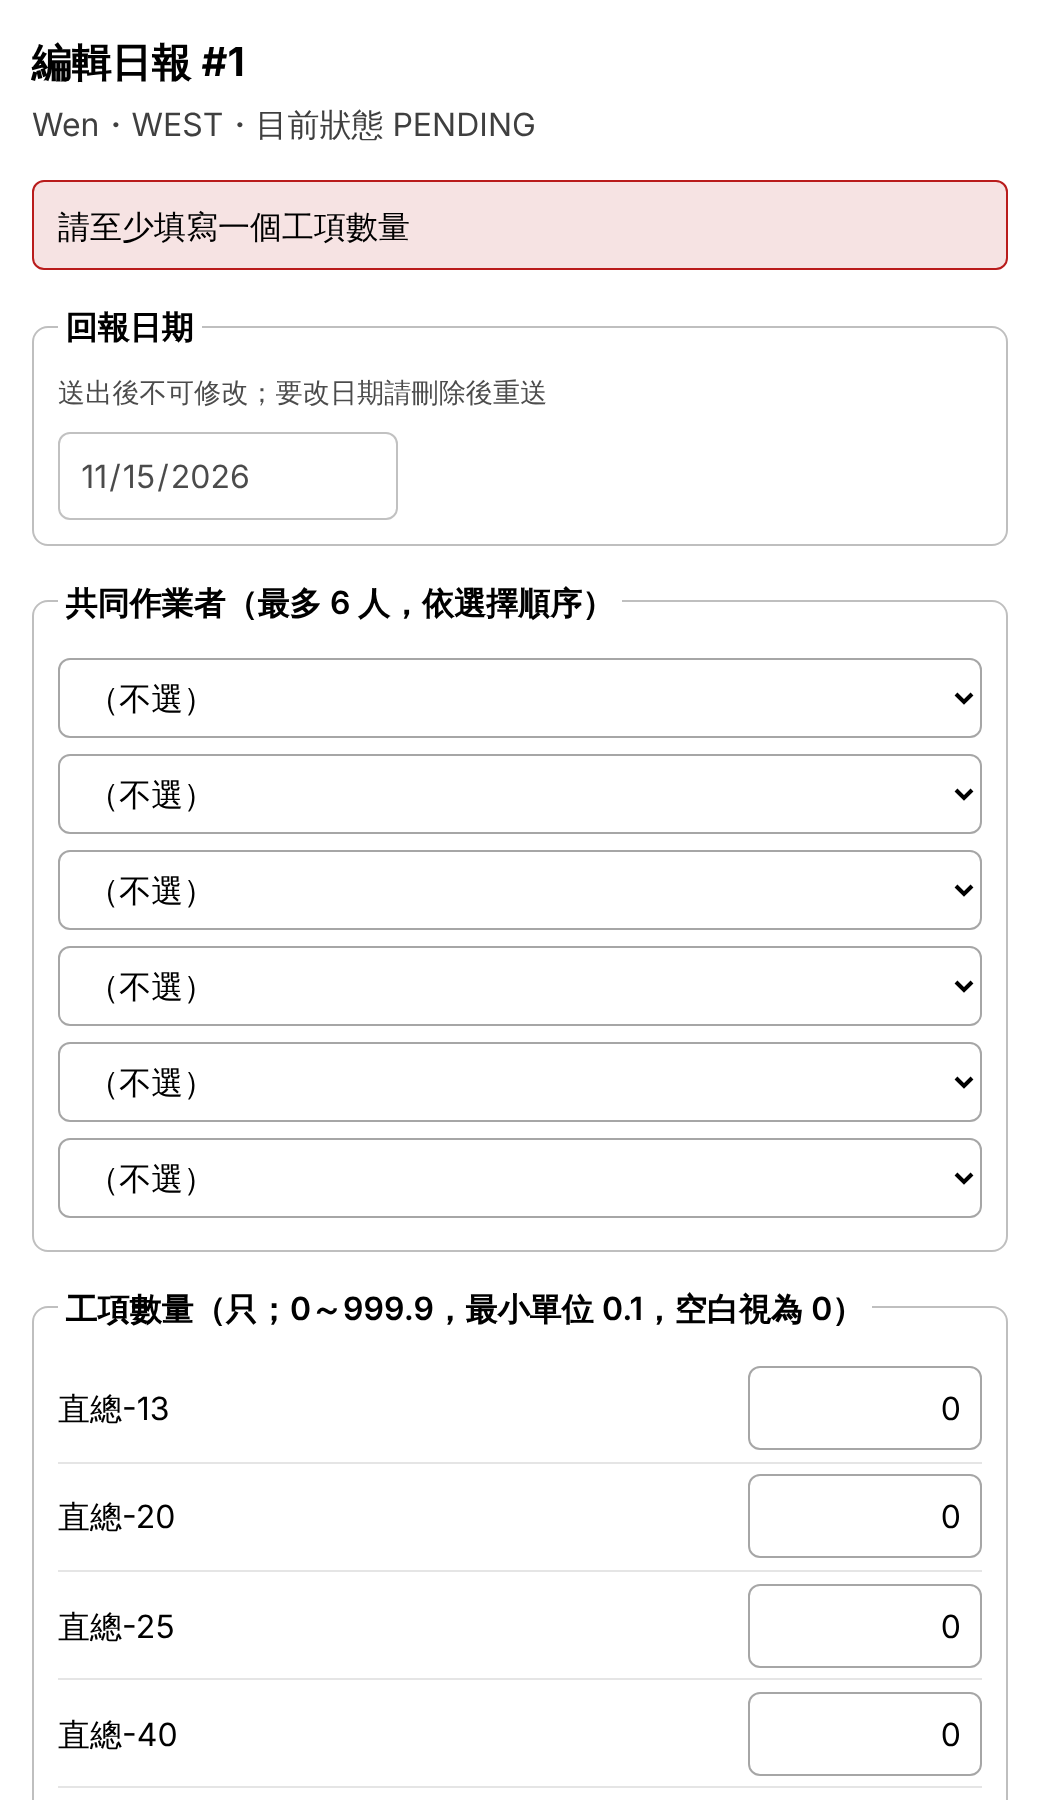 編輯日報 #1
Wen・WEST・目前狀態 PENDING
請至少填寫一個工項數量
回報日期
送出後不可修改；要改日期請刪除後重送
11/15/2026
共同作業者（最多 6 人，依選擇順序）
（不選）
（不選）
（不選）
（不選）
（不選）
（不選）
工項數量（只；0～999.9，最小單位 0.1，空白視為 0）
直總-13 0
直總-20 0
直總-25 0
直總-40 0